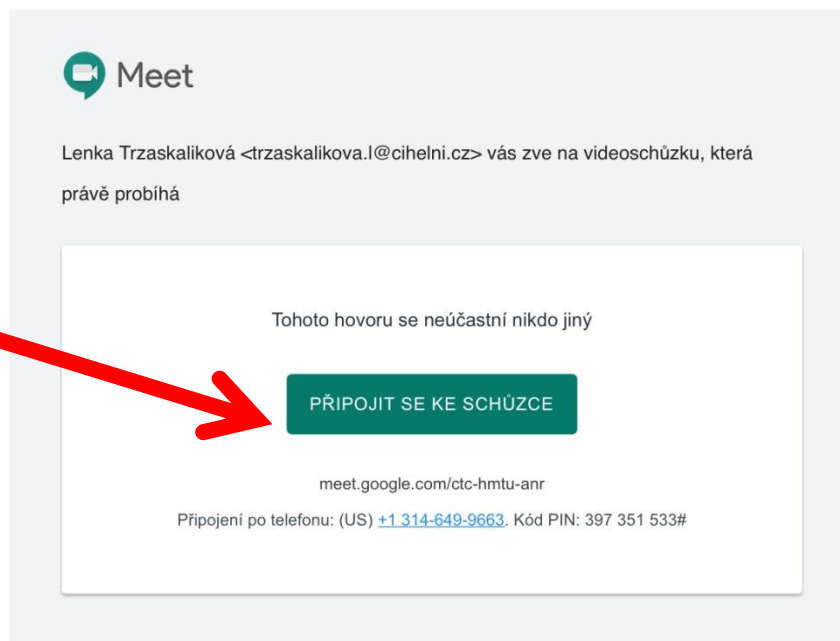 Meet
Lenka Trzaskaliková <trzaskalikova.l@cihelni.cz> vás zve na videoschůzku, která
právě probíhá
Tohoto hovoru se neúčastní nikdo jiný
PŘIPOJIT SE KE SCHŮZCE
meet.google.com/ctc-hmtu-anr
Připojení po telefonu: (US) +1 314-649-9663. Kód PIN: 397 351 533#